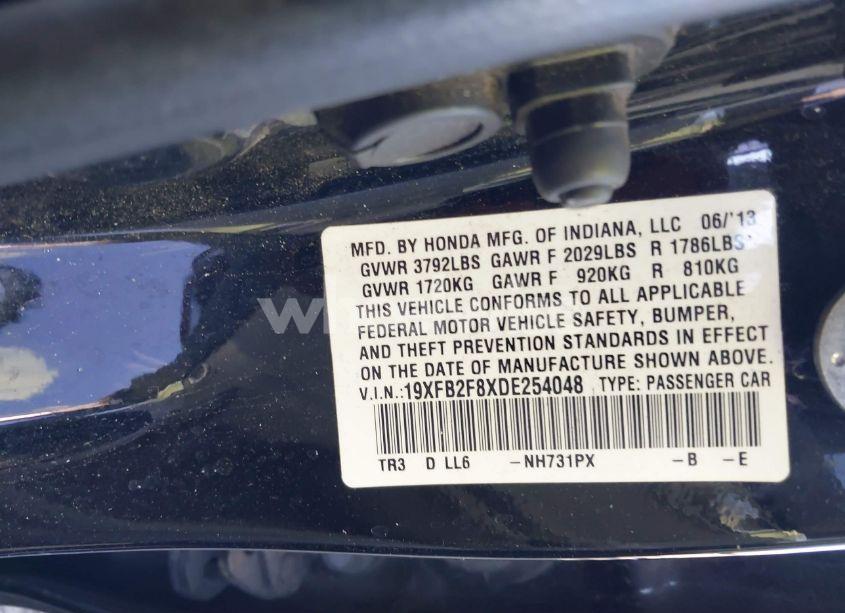 MFD. BY HONDA MFG. OF INDIANA, LLC 06/'13
GVWR 3792LBS GAWR F 2029LBS R 1786LBS
GVWR 1720KG GAWR F 920KG R 810KG
THIS VEHICLE CONFORMS TO ALL APPLICABLE
FEDERAL MOTOR VEHICLE SAFETY, BUMPER,
AND THEFT PREVENTION STANDARDS IN EFFECT
ON THE DATE OF MANUFACTURE SHOWN ABOVE.
V.I.N.:19XFB2F8XDE254048 TYPE: PASSENGER CAR
TR3 D LL6 -NH731PX -B -E